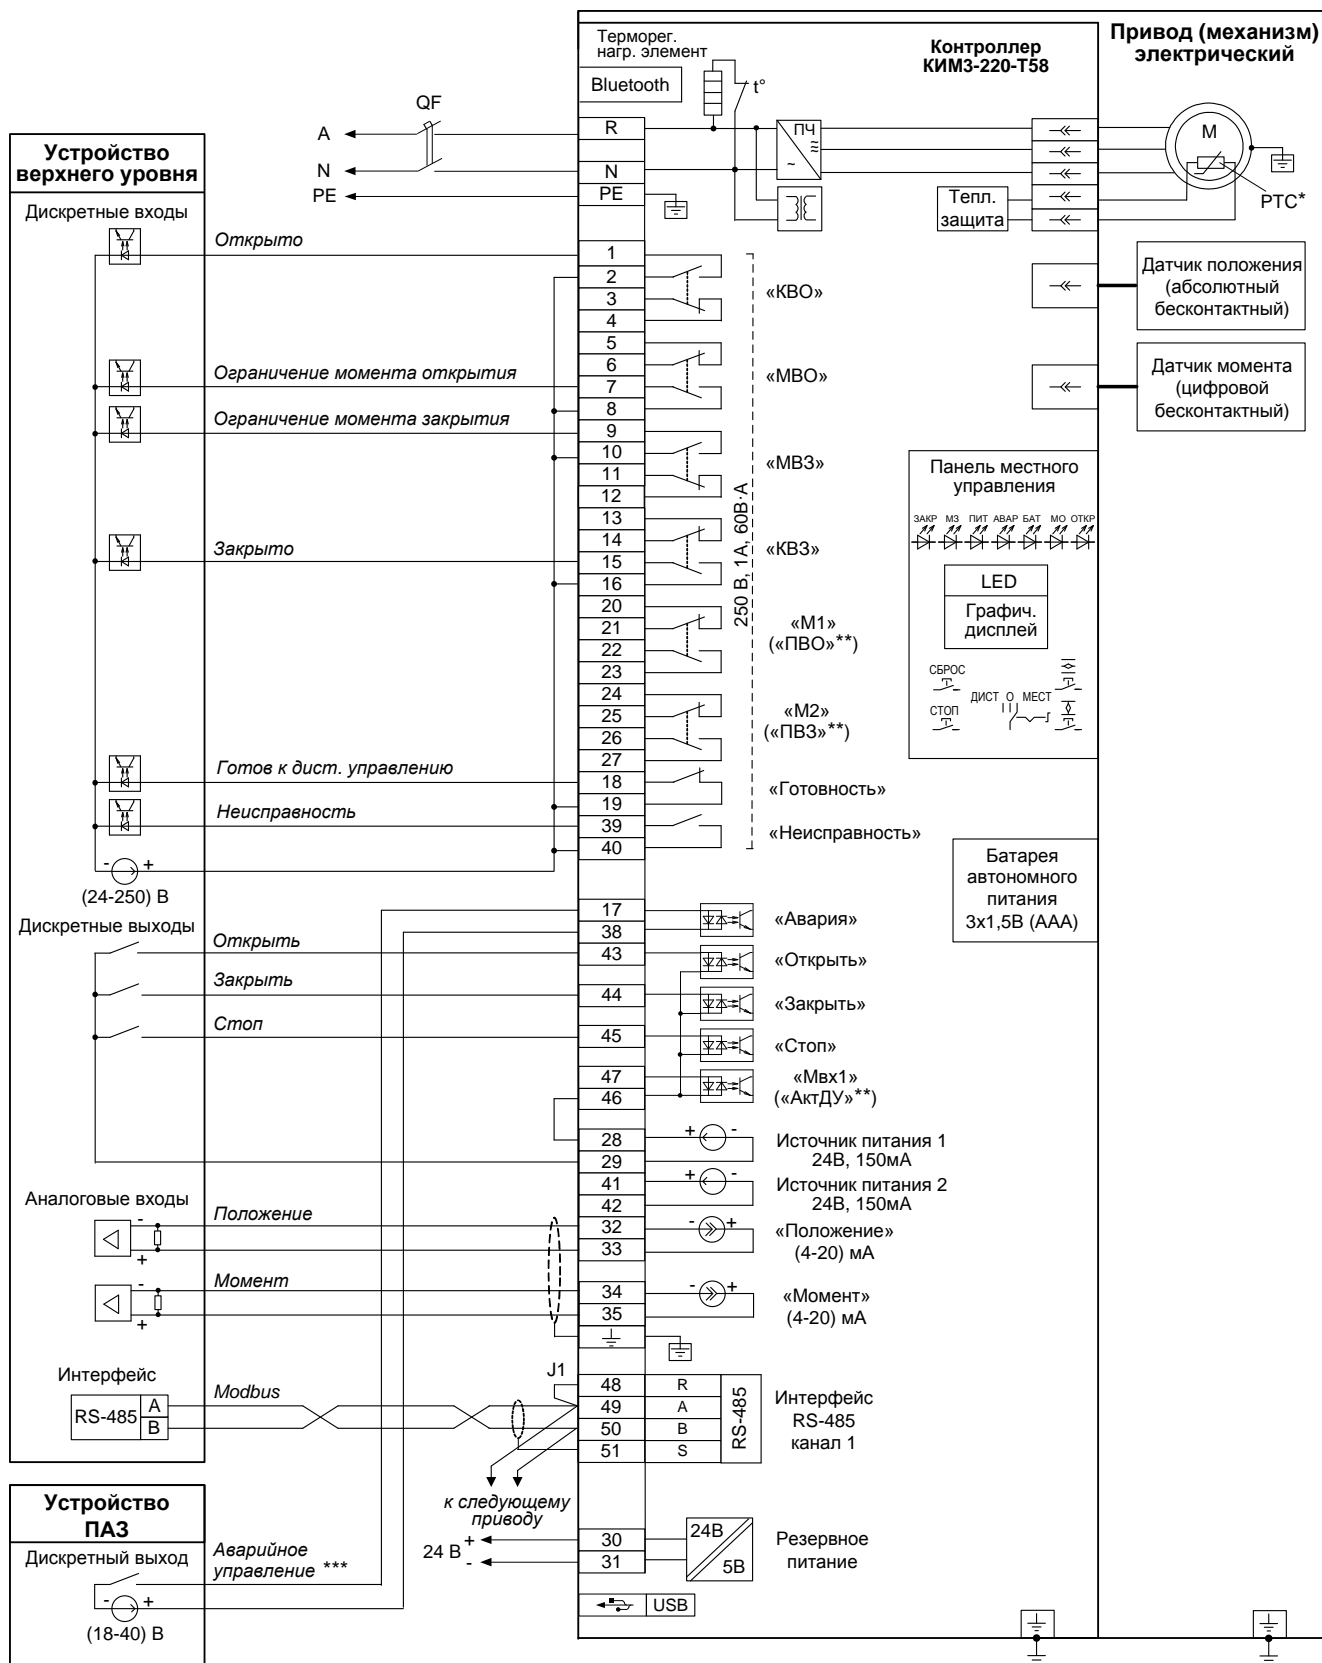 Привод (механизм)
электрический
Контроллер
КИМ3-220-Т58
Терморег.
нагр. элемент
Bluetooth
t°
QF
A
N
PE
R
N
PE
ПЧ
≈
~
M
PTC*
Тепл.
защита
Устройство
верхнего уровня
Дискретные входы
Открыто
1
2
3
4
«КВО»
Датчик положения
(абсолютный
бесконтактный)
5
6
7
8
Ограничение момента открытия
«МВО»
Датчик момента
(цифровой
бесконтактный)
Ограничение момента закрытия
9
10
11
12
«МВЗ»
250 В, 1А, 60В·А
Панель местного
управления
ЗАКР МЗ ПИТ АВАР БАТ МО ОТКР
LED
Графич.
дисплей
СБРОС
СТОП
ДИСТ О МЕСТ
Закрыто
13
14
15
16
«КВЗ»
20
21
22
23
«М1»
(«ПВО»**)
24
25
26
27
«М2»
(«ПВЗ»**)
Готов к дист. управлению
18
19
«Готовность»
Неисправность
39
40
«Неисправность»
- +
(24-250) В
Батарея
автономного
питания
3х1,5В (ААА)
Дискретные выходы
17
38
«Авария»
Открыть
43
«Открыть»
Закрыть
44
«Закрыть»
Стоп
45
«Стоп»
47
46
«Мвх1»
(«АктДУ»**)
28
29
+ -
Источник питания 1
24В, 150мА
41
42
+ -
Источник питания 2
24В, 150мА
Аналоговые входы
Положение
-
+
32
33
- +
«Положение»
(4-20) мА
Момент
-
+
34
35
- +
«Момент»
(4-20) мА
Интерфейс
RS-485
A
B
Modbus
J1
48
49
50
51
R
A
B
S
RS-485
Интерфейс
RS-485
канал 1
к следующему
приводу
24 В
+
-
30
31
24В
5В
Резервное
питание
USB
Устройство
ПАЗ
Дискретный выход
Аварийное
управление ***
- +
(18-40) В